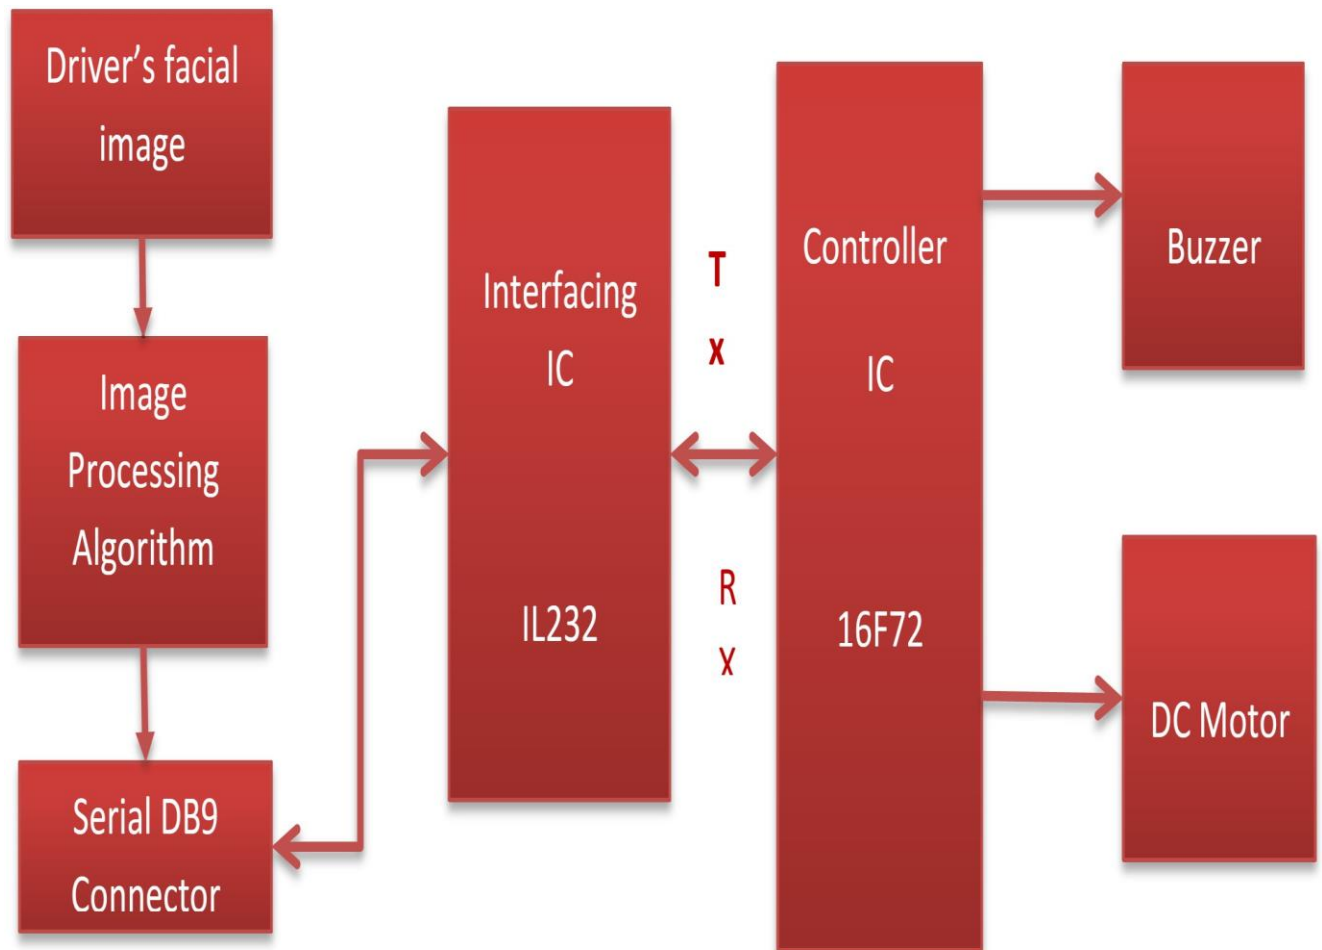 Driver’s facial
image
Image
Processing
Algorithm
Serial DB9
Connector
Interfacing
IC
IL232
T
x
R
X
Controller
IC
16F72
Buzzer
DC Motor